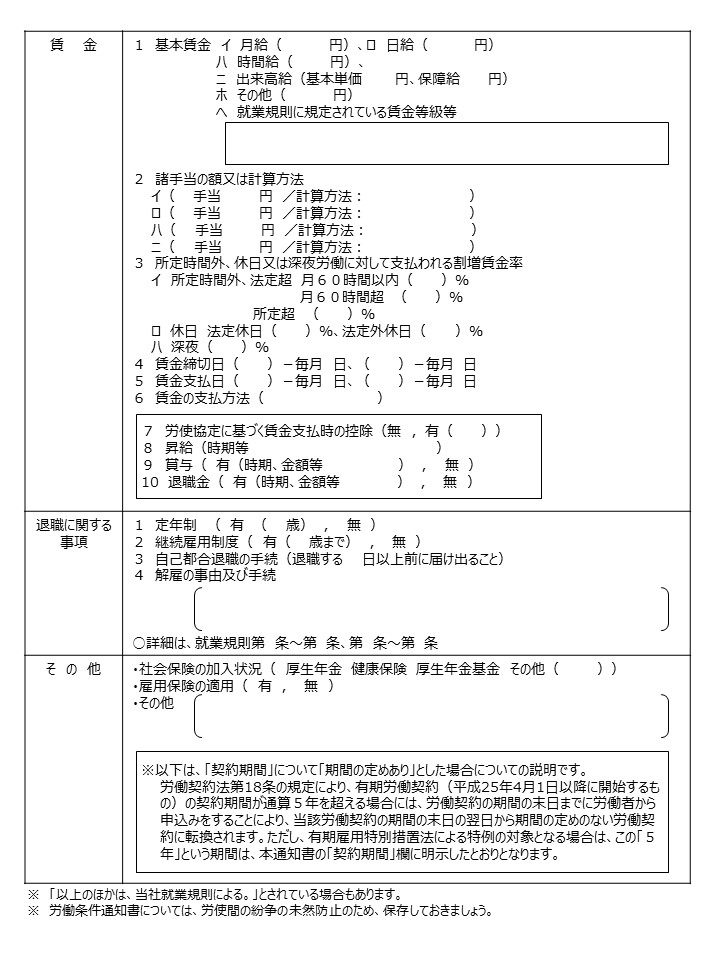 賃　金
1　基本賃金　イ　月給（　　　円）、ロ　日給（　　　円）
ハ　時間給（　　　円）、
ニ　出来高給（基本単価　　円、保障給　　円）
ホ　その他（　　　円）
ヘ　就業規則に規定されている賃金等級等
2　諸手当の額又は計算方法
イ（　手当　　円　／計算方法：　　　　　　　）
ロ（　手当　　円　／計算方法：　　　　　　　）
ハ（　手当　　円　／計算方法：　　　　　　　）
ニ（　手当　　円　／計算方法：　　　　　　　）
3　所定時間外、休日又は深夜労働に対して支払われる割増賃金率
イ　所定時間外、法定超　月６０時間以内（　　）％
月６０時間超　（　　）％
所定超　（　　）％
ロ　休日　法定休日（　　）％、法定外休日（　　）％
ハ　深夜（　　）％
4　賃金締切日（　　）－毎月　日、（　　）－毎月　日
5　賃金支払日（　　）－毎月　日、（　　）－毎月　日
6　賃金の支払方法（　　　　　　　）
7　労使協定に基づく賃金支払時の控除（無　,　有（　　））
8　昇給（時期等　　　　　　　　　　　　）
9　賞与（　有（時期、金額等　　　　　）　,　無　）
10　退職金（　有（時期、金額等　　　　）　,　無　）
退職に関する
事項
1　定年制　（　有　（　　歳）　,　無　）
2　継続雇用制度（　有（　　歳まで）　,　無　）
3　自己都合退職の手続（退職する　　日以上前に届け出ること）
4　解雇の事由及び手続
○詳細は、就業規則第　条～第　条、第　条～第　条
そ　の　他
・社会保険の加入状況（　厚生年金　健康保険　厚生年金基金　その他（　　　））
・雇用保険の適用（　有　,　無　）
・その他
※以下は、「契約期間」について「期間の定めあり」とした場合についての説明です。
労働契約法第18条の規定により、有期労働契約（平成25年4月1日以降に開始するも
の）の契約期間が通算５年を超える場合には、労働契約の期間の末日までに労働者から
申込みをすることにより、当該労働契約の期間の末日の翌日から期間の定めのない労働契
約に転換されます。ただし、有期雇用特別措置法による特例の対象となる場合は、この「５
年」という期間は、本通知書の「契約期間」欄に明示したとおりとなります。
※　「以上のほかは、当社就業規則による。」とされている場合もあります。
※　労働条件通知書については、労使間の紛争の未然防止のため、保存しておきましょう。